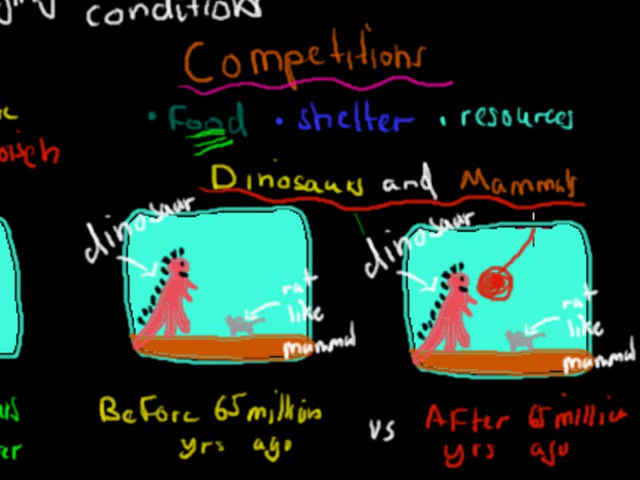 conditions
Competitions
• Food • shelter • resources
Dinosaurs and Mammals
dinosaur
rat
like
mammal
dinosaur
rat
like
mammal
Before 65 million
yrs ago
vs
After 65 million
yrs ago